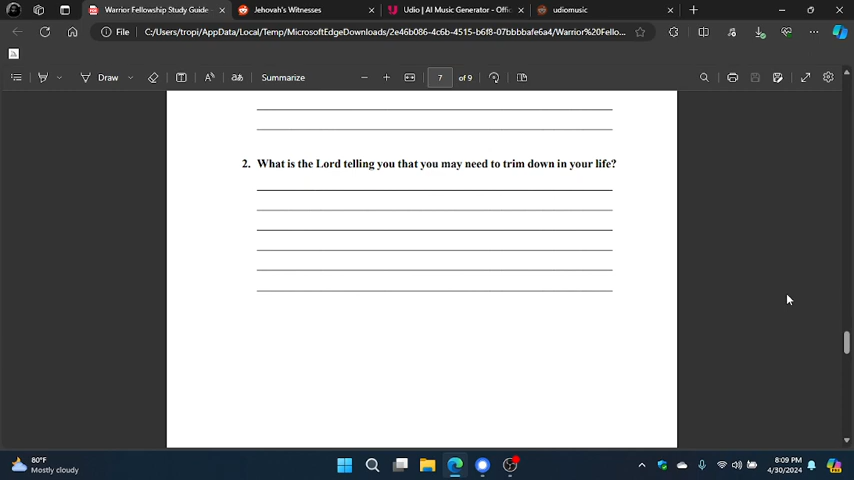 Warrior Fellowship Study Guide
Jehovah's Witnesses
Udio | AI Music Generator - Offic
udiomusic
File
C:/Users/tropi/AppData/Local/Temp/MicrosoftEdgeDownloads/2e46b086-4c6b-4515-b6f8-07bbbbafe6a4/Warrior%20Fello...
Draw
aあ
Summarize
7
of 9
2. What is the Lord telling you that you may need to trim down in your life?
80°F
Mostly cloudy
8:09 PM
4/30/2024